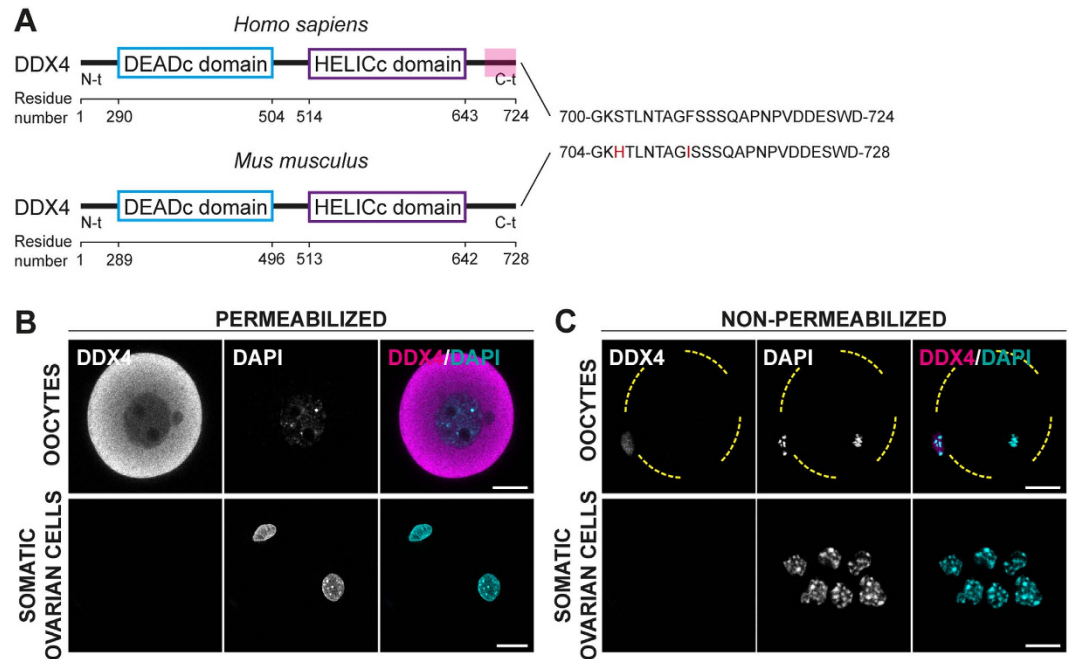 A
Homo sapiens
DDX4
DEADc domain
HELICc domain
N-t
C-t
Residue
number
1
290
504
514
643
724
700-GKSTLNTAGFSSSQAPNPVDDESWD-724
704-GKHTLNTAGISSSQAPNPVDDESWD-728
Mus musculus
DDX4
DEADc domain
HELICc domain
N-t
C-t
Residue
number
1
289
496
513
642
728
B
PERMEABILIZED
DDX4
DAPI
DDX4/DAPI
OOCYTES
SOMATIC
OVARIAN CELLS
C
NON-PERMEABILIZED
DDX4
DAPI
DDX4/DAPI
OOCYTES
SOMATIC
OVARIAN CELLS